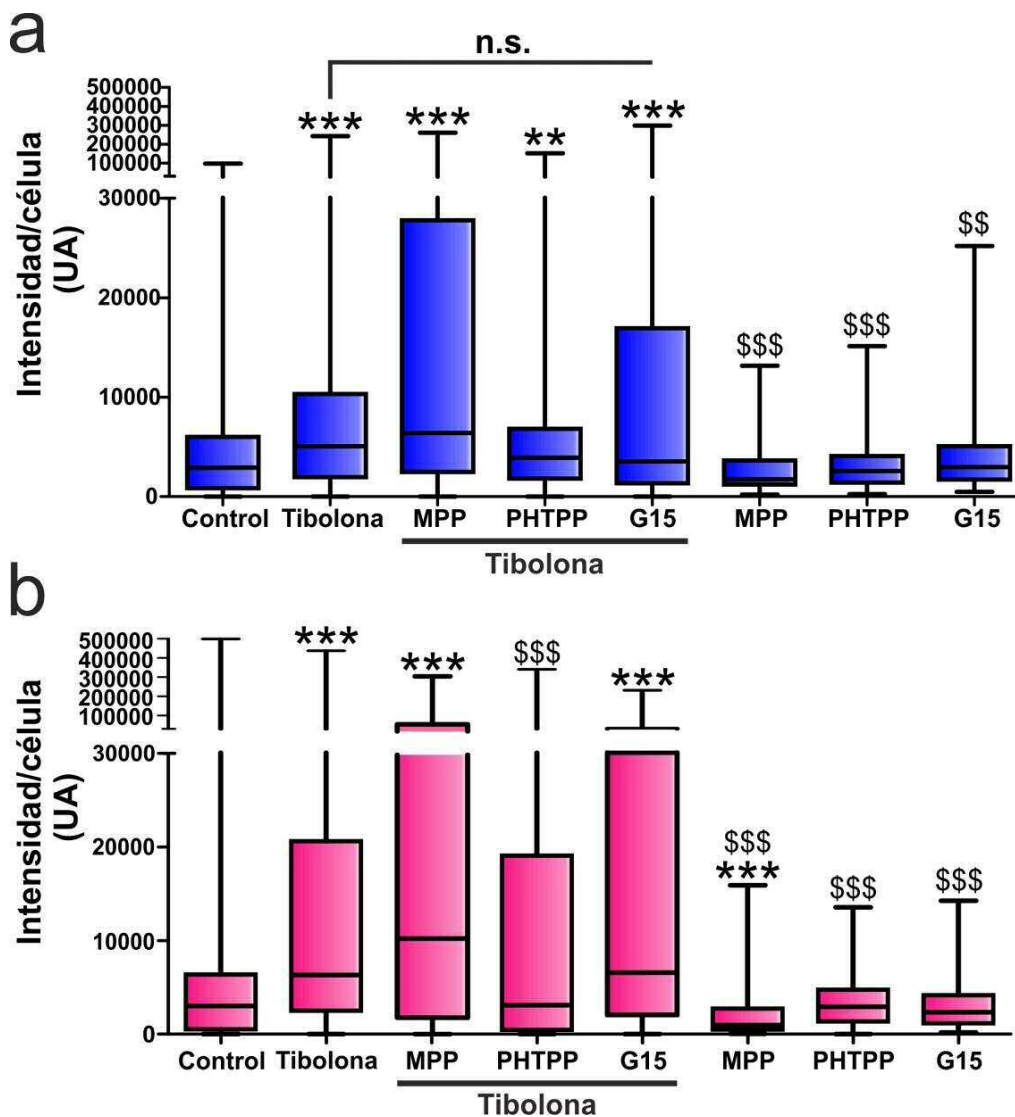 a
n.s.
500000
400000
300000
200000
100000
30000
20000
10000
0
Intensidad/célula
(UA)
*** *** ** *** $$$ $$$ $$
Control Tibolona MPP PHTPP G15 MPP PHTPP G15
Tibolona
b
500000
400000
300000
200000
100000
30000
20000
10000
0
Intensidad/célula
(UA)
*** *** $$$ *** $$$ $$$ $$$
***
Control Tibolona MPP PHTPP G15 MPP PHTPP G15
Tibolona